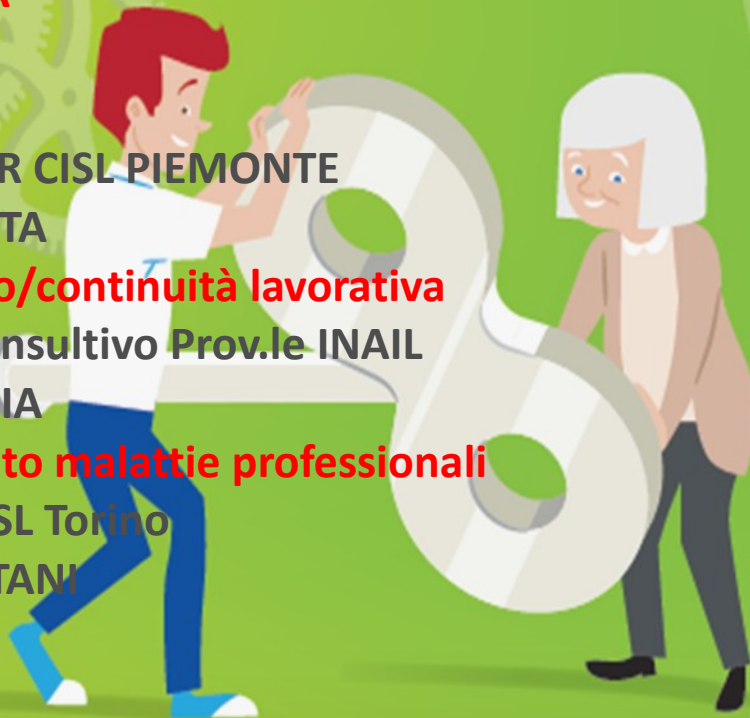 R CISL PIEMONTE
TA
o/continuità lavorativa
nsultivo Prov.le INAIL
IA
to malattie professionali
SL Torino
TANI